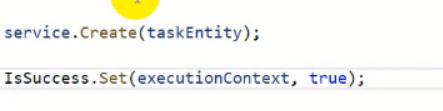 service.Create(taskEntity);
IsSuccess.Set(executionContext, true);